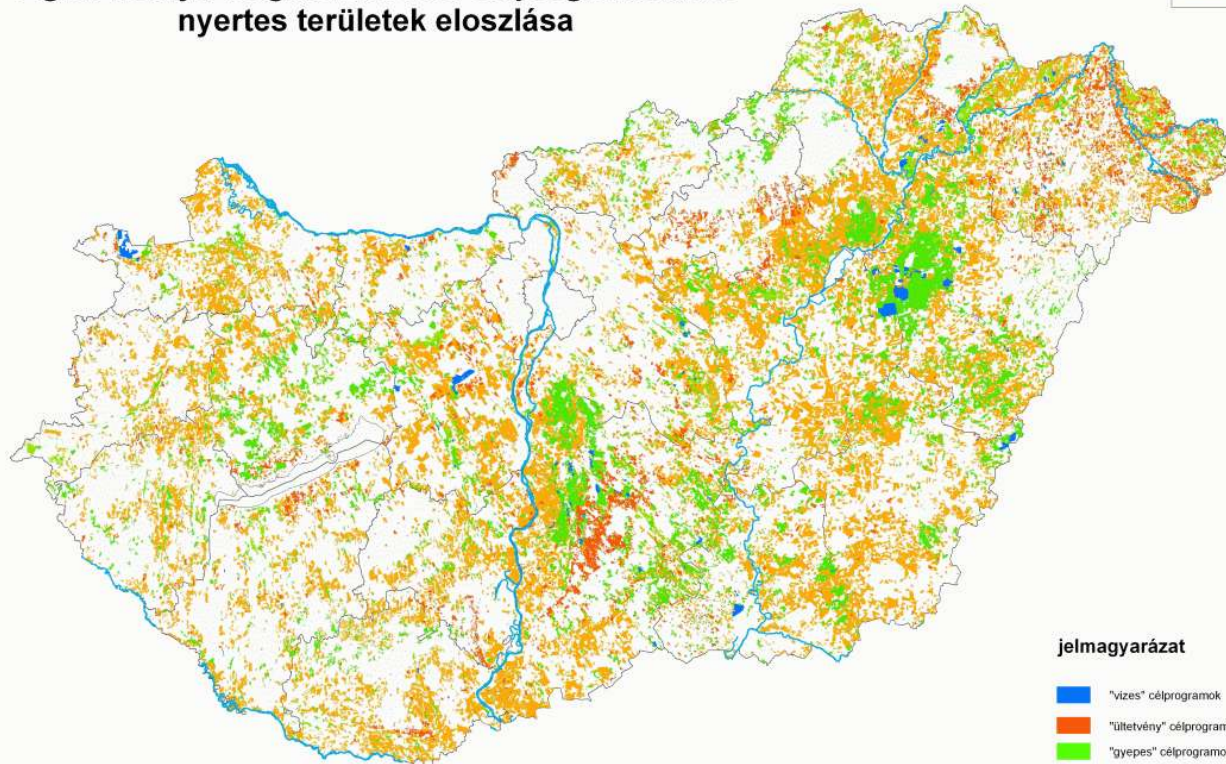 nyertes területek eloszlása
jelmagyarázat
"vizes" célprogramok
"ültetvény" célprogram
"gyepes" célprogramo